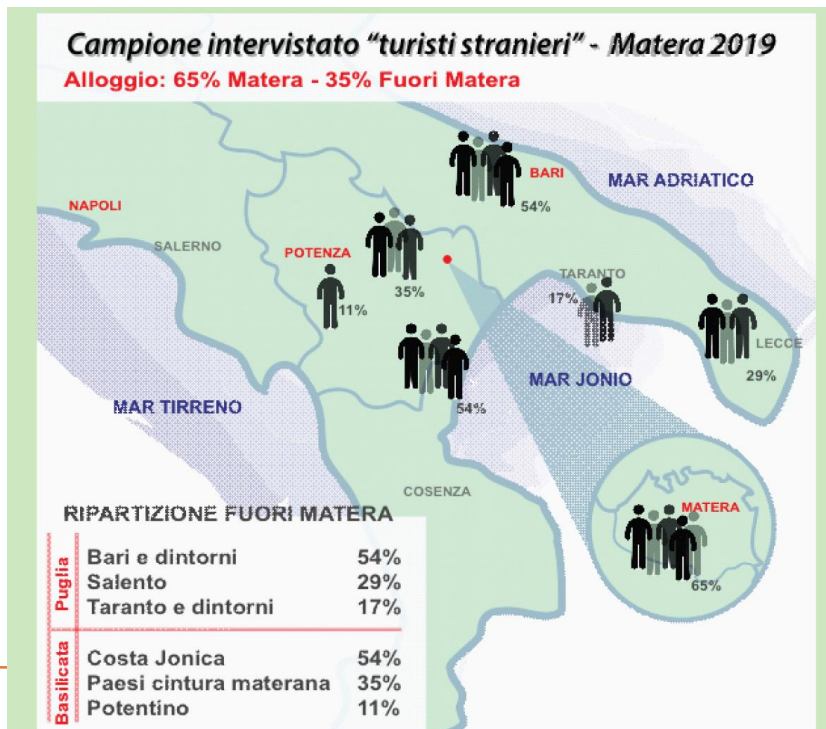 Campione intervistato “turisti stranieri” - Matera 2019
Alloggio: 65% Matera - 35% Fuori Matera
BARI
54%
MAR ADRIATICO
NAPOLI
SALERNO
POTENZA
11%
35%
TARANTO
17%
LECCE
29%
MAR TIRRENO
MAR JONIO
54%
COSENZA
MATERA
65%
RIPARTIZIONE FUORI MATERA
Puglia
Bari e dintorni 54%
Salento 29%
Taranto e dintorni 17%
Basilicata
Costa Jonica 54%
Paesi cintura materana 35%
Potentino 11%